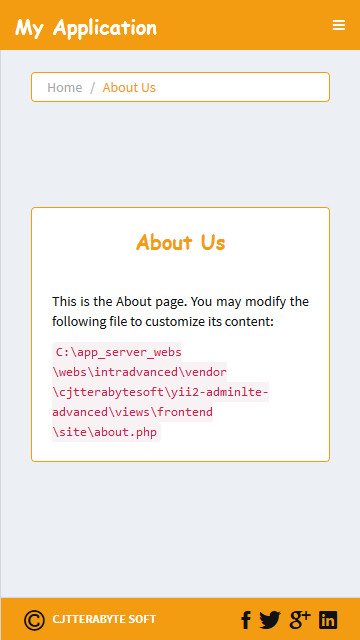 My Application
Home / About Us
About Us
This is the About page. You may modify the
following file to customize its content:
C:\app_server_webs
\webs\intradvanced\vendor
\cjtterabytesoft\yii2-adminlte-
advanced\views\frontend
\site\about.php
© CJTTERABYTE SOFT